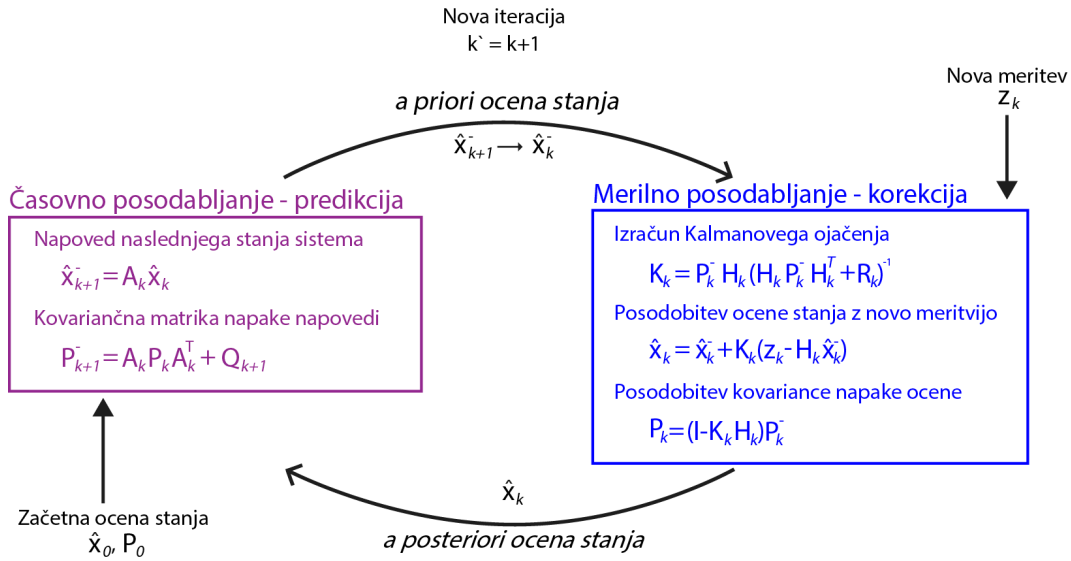 Nova iteracija
k` = k+1
Nova meritev
z_k
a priori ocena stanja
x̂⁻_{k+1} → x̂⁻_k
Časovno posodabljanje - predikcija
Napoved naslednjega stanja sistema
x̂⁻_{k+1} = A_k x̂_k
Kovariančna matrika napake napovedi
P⁻_{k+1} = A_k P_k A_k^T + Q_{k+1}
Merilno posodabljanje - korekcija
Izračun Kalmanovega ojačenja
K_k = P⁻_k H_k (H_k P⁻_k H_k^T + R_k)⁻¹
Posodobitev ocene stanja z novo meritvijo
x̂_k = x̂⁻_k + K_k (z_k - H_k x̂⁻_k)
Posodobitev kovariance napake ocene
P_k = (I-K_k H_k)P⁻_k
Začetna ocena stanja
x̂_0, P_0
x̂_k
a posteriori ocena stanja